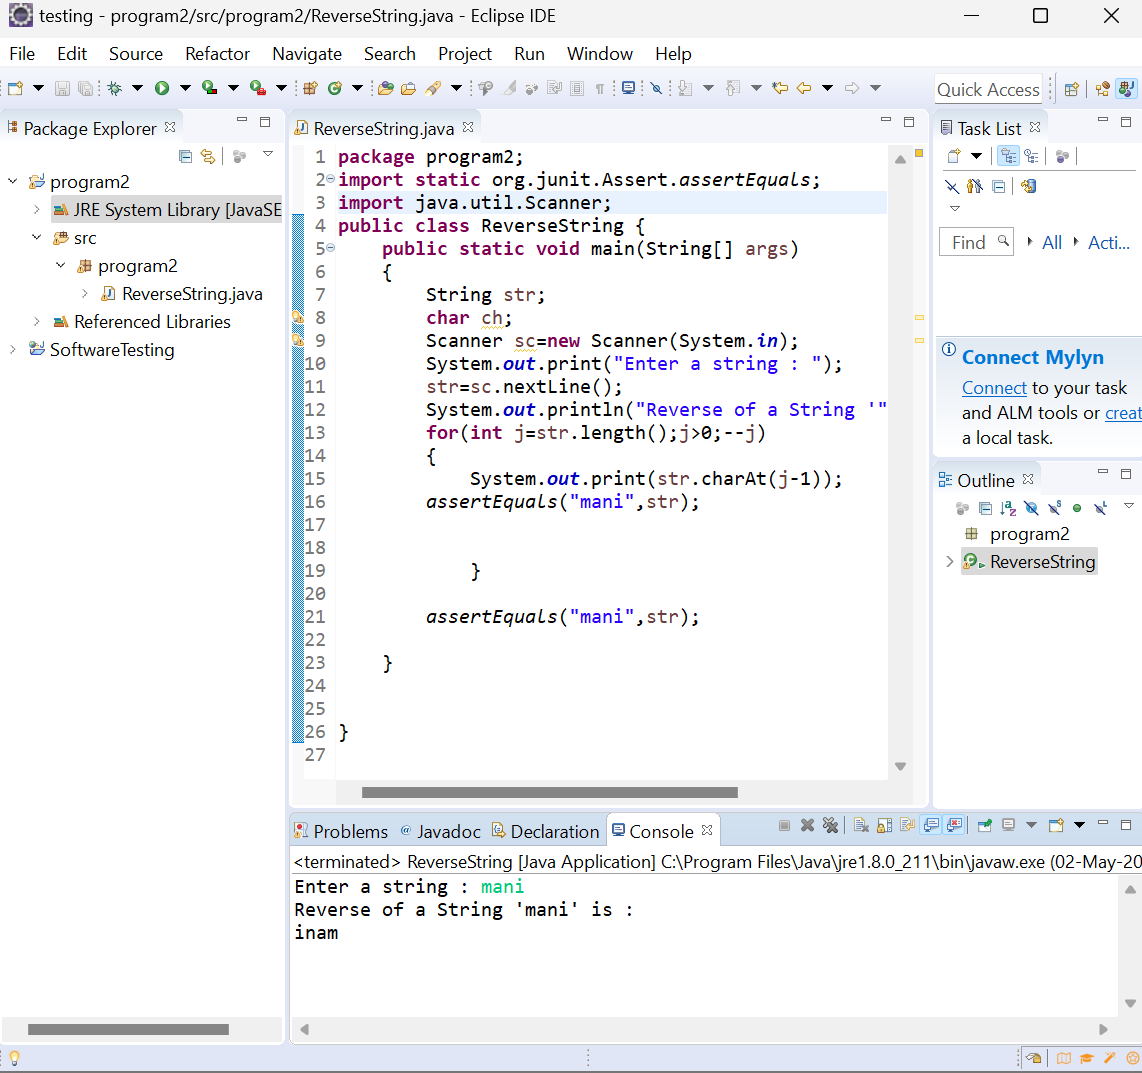 testing - program2/src/program2/ReverseString.java - Eclipse IDE
File Edit Source Refactor Navigate Search Project Run Window Help
Quick Access
Package Explorer
program2
JRE System Library [JavaSE
src
program2
ReverseString.java
Referenced Libraries
SoftwareTesting
ReverseString.java
1 package program2;
2 import static org.junit.Assert.assertEquals;
3 import java.util.Scanner;
4 public class ReverseString {
5 public static void main(String[] args)
6 {
7 String str;
8 char ch;
9 Scanner sc=new Scanner(System.in);
10 System.out.print("Enter a string : ");
11 str=sc.nextLine();
12 System.out.println("Reverse of a String '"
13 for(int j=str.length();j>0;--j)
14 {
15 System.out.print(str.charAt(j-1));
16 assertEquals("mani",str);
17
18
19 }
20
21 assertEquals("mani",str);
22
23 }
24
25
26 }
27
Task List
Find All Acti...
Connect Mylyn
Connect to your task
and ALM tools or creat
a local task.
Outline
program2
ReverseString
Problems @ Javadoc Declaration Console
<terminated> ReverseString [Java Application] C:\Program Files\Java\jre1.8.0_211\bin\javaw.exe (02-May-20
Enter a string : mani
Reverse of a String 'mani' is :
inam